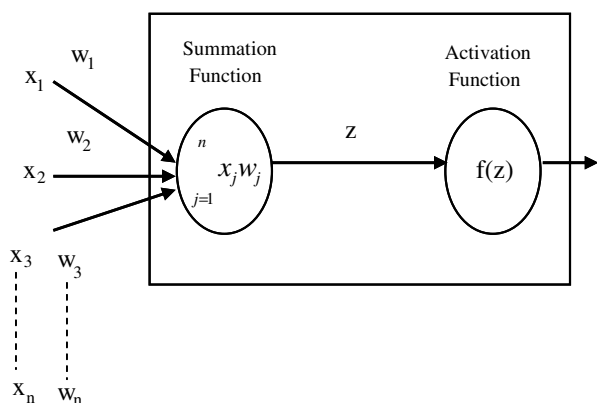 Summation
Function
Activation
Function
w₁
x₁
w₂
x₂
x₃
w₃
xₙ
wₙ
n
xⱼwⱼ
j=1
z
f(z)